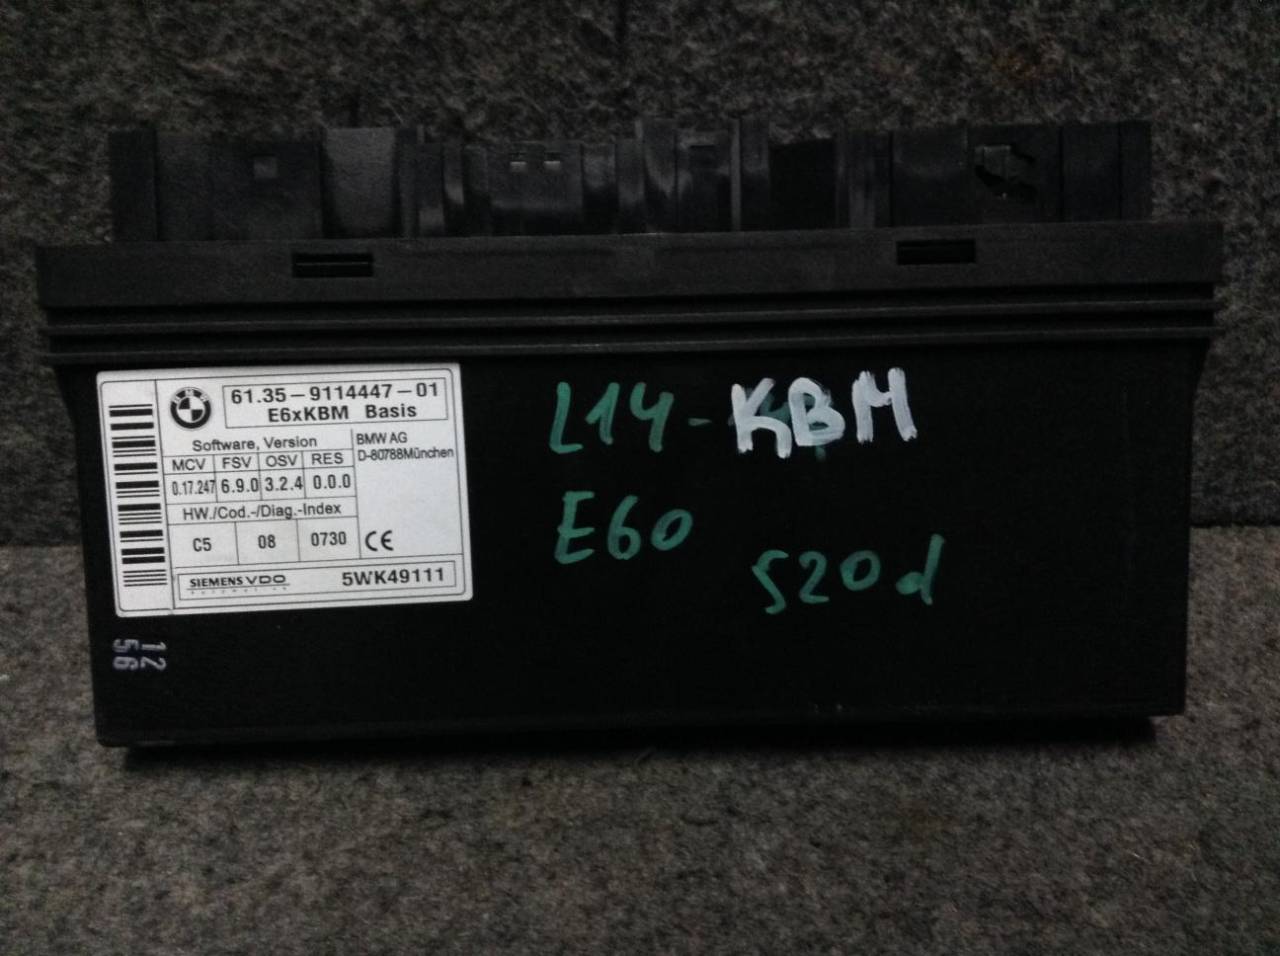 BMW
61.35-9114447-01
E6xKBM Basis
Software, Version
MCV FSV OSV RES
0.17.247 6.9.0 3.2.4 0.0.0
BMW AG
D-80788München
HW./Cod.-/Diag.-Index
C5 08 0730
CE
SIEMENS VDO
Automotive
5WK49111
12
56
L14-KBM
E60
520d